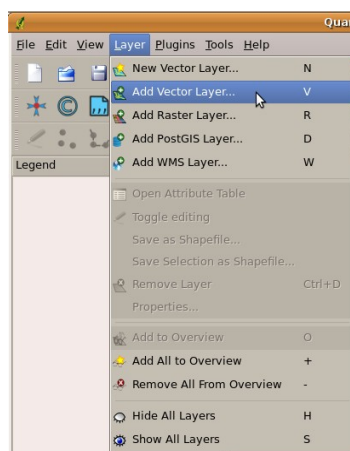 Qua
File Edit View Layer Plugins Tools Help
New Vector Layer... N
Add Vector Layer... V
Add Raster Layer... R
Add PostGIS Layer... D
Add WMS Layer... W
Legend
Open Attribute Table
Toggle editing
Save as Shapefile...
Save Selection as Shapefile...
Remove Layer Ctrl+D
Properties...
Add to Overview O
Add All to Overview +
Remove All From Overview -
Hide All Layers H
Show All Layers S